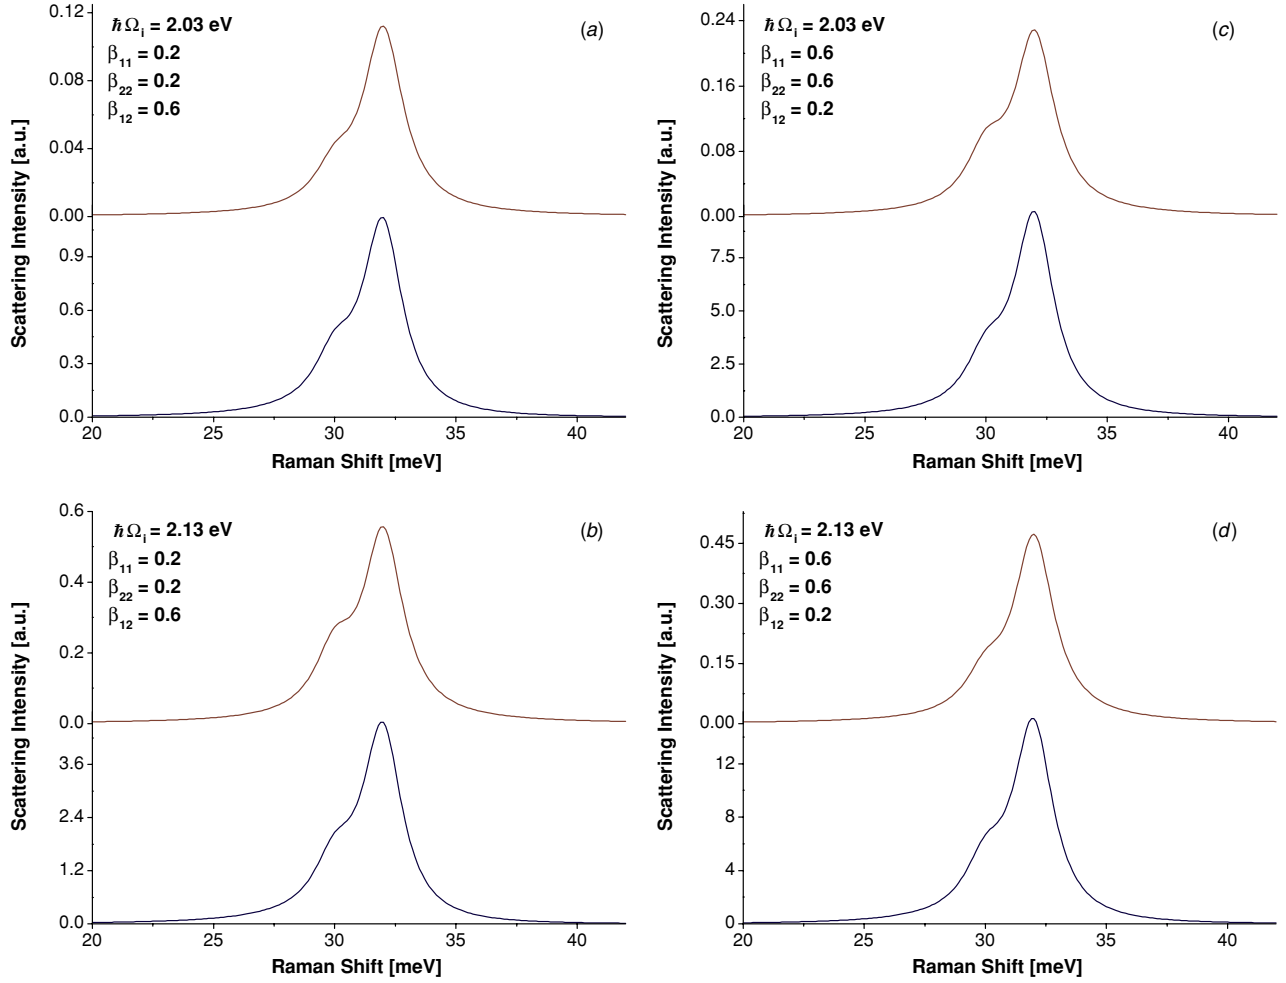 ℏΩi = 2.03 eV
β11 = 0.2
β22 = 0.2
β12 = 0.6
(a)
0.12
0.08
0.04
0.00
0.9
0.6
0.3
0.0
Scattering Intensity [a.u.]
20 25 30 35 40
Raman Shift [meV]
ℏΩi = 2.03 eV
β11 = 0.6
β22 = 0.6
β12 = 0.2
(c)
0.24
0.16
0.08
0.00
7.5
5.0
2.5
0.0
Scattering Intensity [a.u.]
20 25 30 35 40
Raman Shift [meV]
ℏΩi = 2.13 eV
β11 = 0.2
β22 = 0.2
β12 = 0.6
(b)
0.6
0.4
0.2
0.0
3.6
2.4
1.2
0.0
Scattering Intensity [a.u.]
20 25 30 35 40
Raman Shift [meV]
ℏΩi = 2.13 eV
β11 = 0.6
β22 = 0.6
β12 = 0.2
(d)
0.45
0.30
0.15
0.00
12
8
4
0
Scattering Intensity [a.u.]
20 25 30 35 40
Raman Shift [meV]